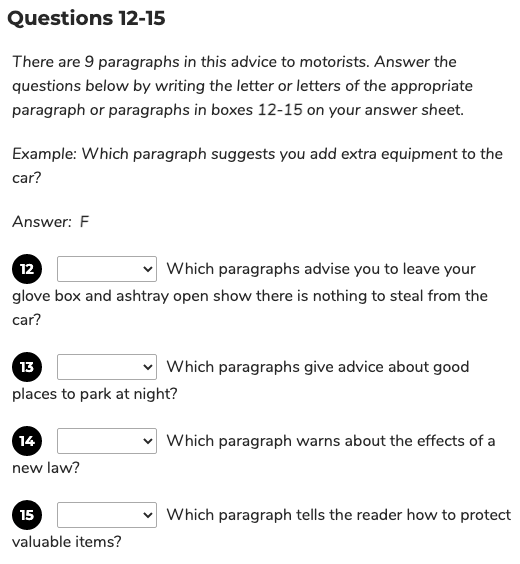 Questions 12-15
There are 9 paragraphs in this advice to motorists. Answer the
questions below by writing the letter or letters of the appropriate
paragraph or paragraphs in boxes 12-15 on your answer sheet.
Example: Which paragraph suggests you add extra equipment to the
car?
Answer: F
12 Which paragraphs advise you to leave your
glove box and ashtray open show there is nothing to steal from the
car?
13 Which paragraphs give advice about good
places to park at night?
14 Which paragraph warns about the effects of a
new law?
15 Which paragraph tells the reader how to protect
valuable items?